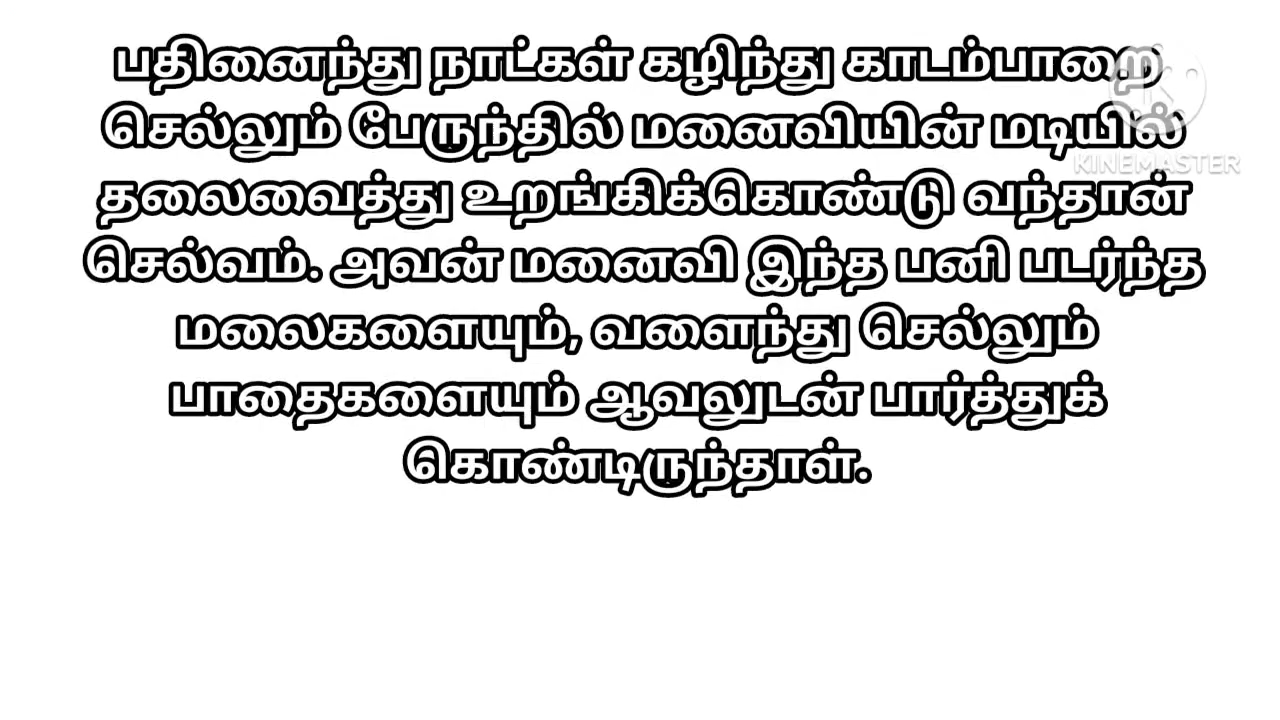 பதினைந்து நாட்கள் கழிந்து காடம்பாறை
செல்லும் பேருந்தில் மனைவியின் மடியில்
தலைவைத்து உறங்கிக்கொண்டு வந்தான்
செல்வம். அவன் மனைவி இந்த பனி படர்ந்த
மலைகளையும், வளைந்து செல்லும்
பாதைகளையும் ஆவலுடன் பார்த்துக்
கொண்டிருந்தாள்.
KINEMASTER